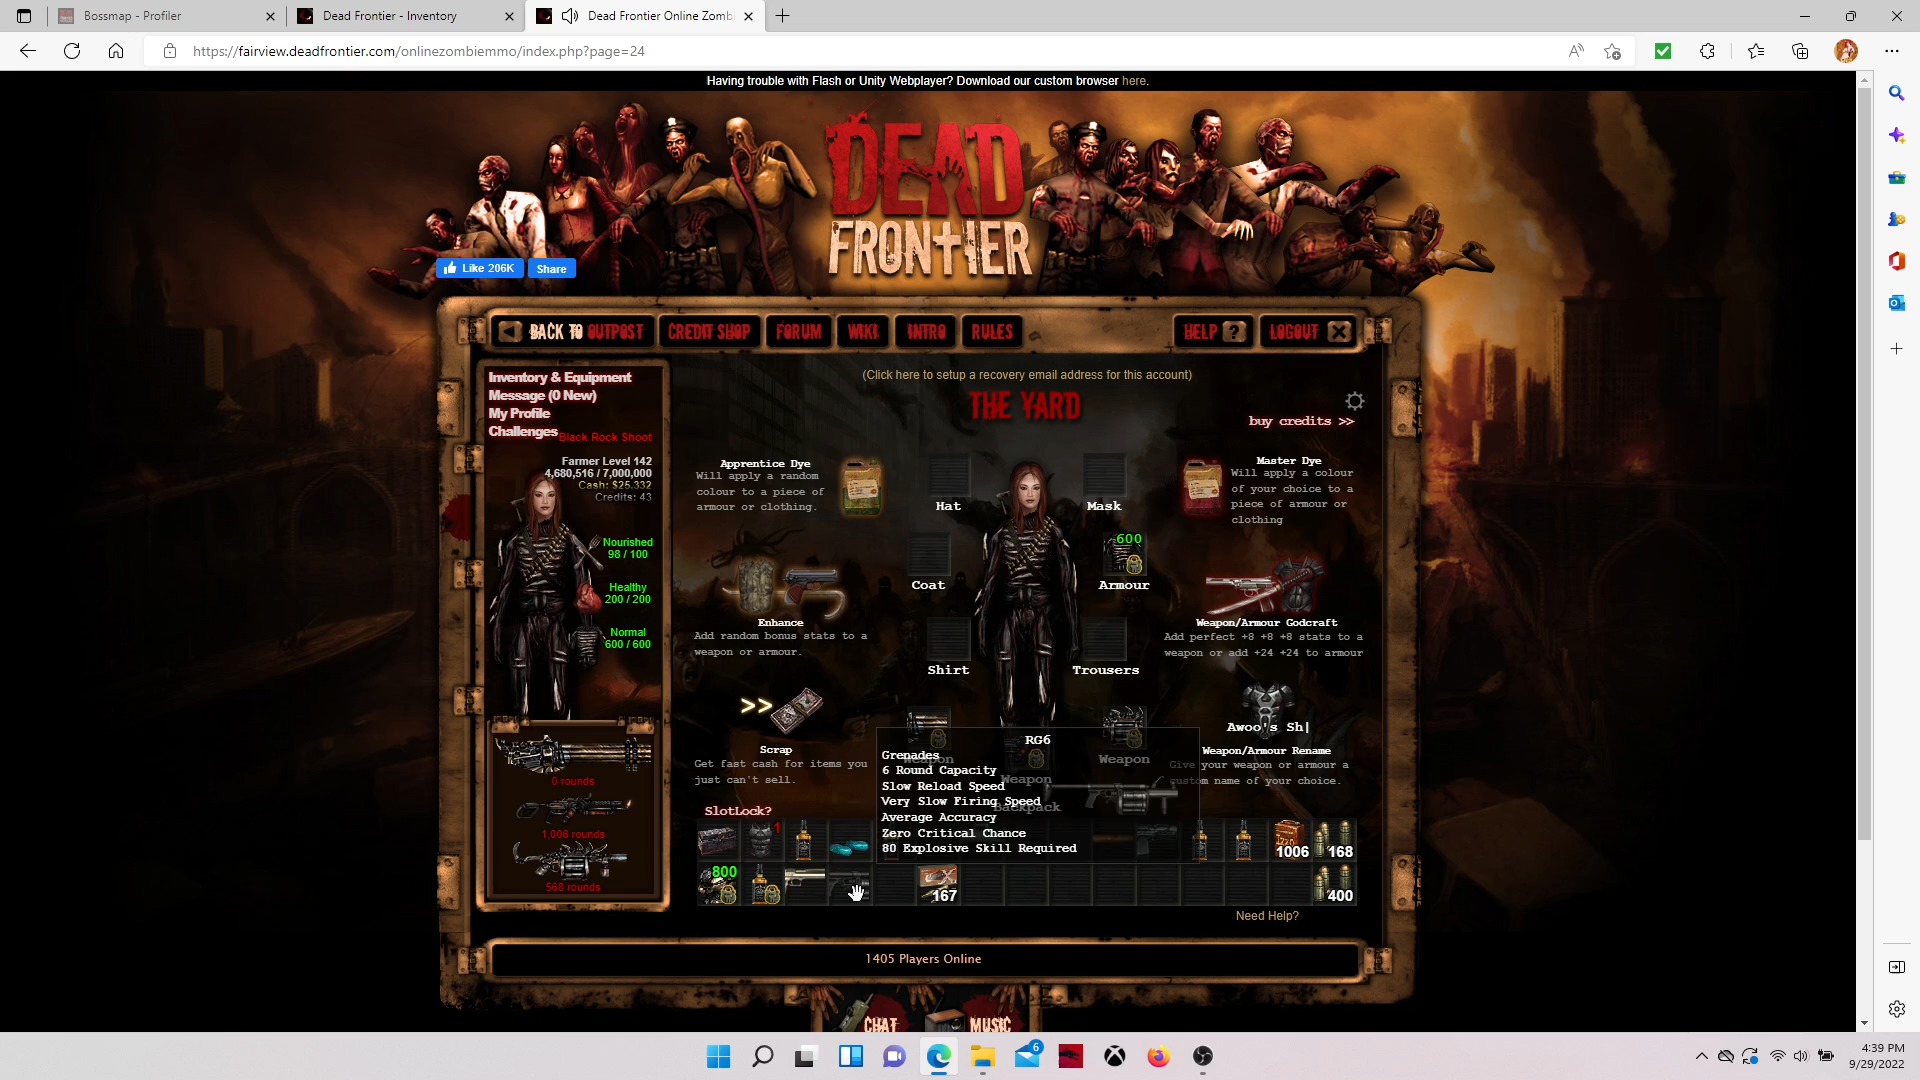 Bossmap - Profiler
Dead Frontier - Inventory
Dead Frontier Online Zomb
https://fairview.deadfrontier.com/onlinezombiemmo/index.php?page=24
Having trouble with Flash or Unity Webplayer? Download our custom browser here.
DEAD
FRONTIER
Like 206K
Share
BACK TO OUTPOST
CREDIT SHOP
FORUM
WIKI
INTRO
RULES
HELP ?
LOGOUT
Inventory & Equipment
Message (0 New)
My Profile
Challenges
Black Rock Shoot
Farmer Level 142
4,680,516 / 7,000,000
Cash: $25,332
Credits: 43
Nourished
98 / 100
Healthy
200 / 200
Normal
600 / 600
0 rounds
1,006 rounds
568 rounds
(Click here to setup a recovery email address for this account)
THE YARD
buy credits >>
Apprentice Dye
Will apply a random
colour to a piece of
armour or clothing.
Hat
Mask
Master Dye
Will apply a colour
of your choice to a
piece of armour or
clothing
600
Coat
Armour
Enhance
Add random bonus stats to a
weapon or armour.
Weapon/Armour Godcraft
Add perfect +8 +8 +8 stats to a
weapon or add +24 +24 to armour
Shirt
Trousers
>>
Scrap
Get fast cash for items you
just can't sell.
Awoo's Sh|
Weapon/Armour Rename
Give your weapon or armour a
custom name of your choice.
Weapon
Weapon
Weapon
Backpack
RG6
Grenades
6 Round Capacity
Slow Reload Speed
Very Slow Firing Speed
Average Accuracy
Zero Critical Chance
80 Explosive Skill Required
SlotLock?
1
1006
168
800
167
400
Need Help?
1405 Players Online
CHAT
MUSIC
6
4:39 PM
9/29/2022